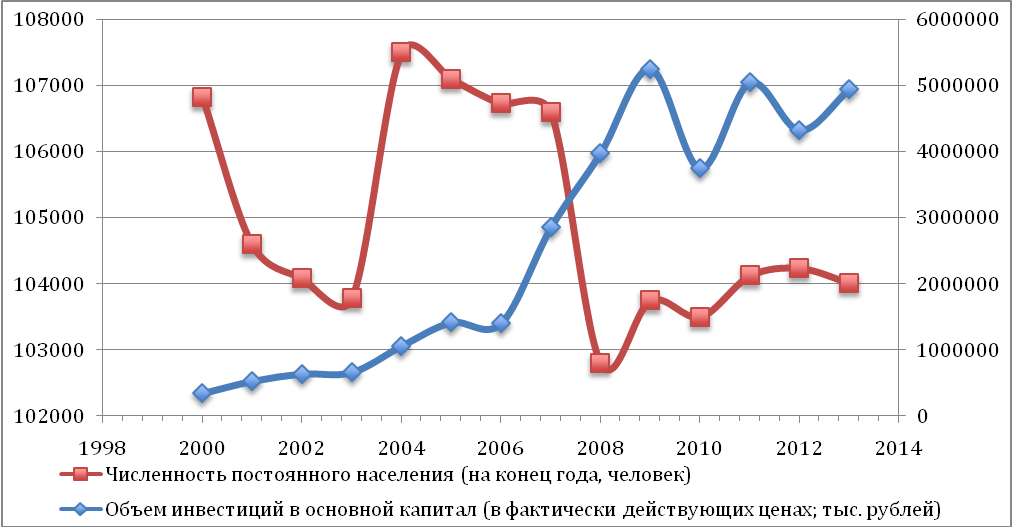 108000 6000000
107000 5000000
106000 4000000
105000 3000000
104000 2000000
103000 1000000
102000 0
1998 2000 2002 2004 2006 2008 2010 2012 2014
Численность постоянного населения (на конец года, человек)
Объем инвестиций в основной капитал (в фактически действующих ценах; тыс. рублей)